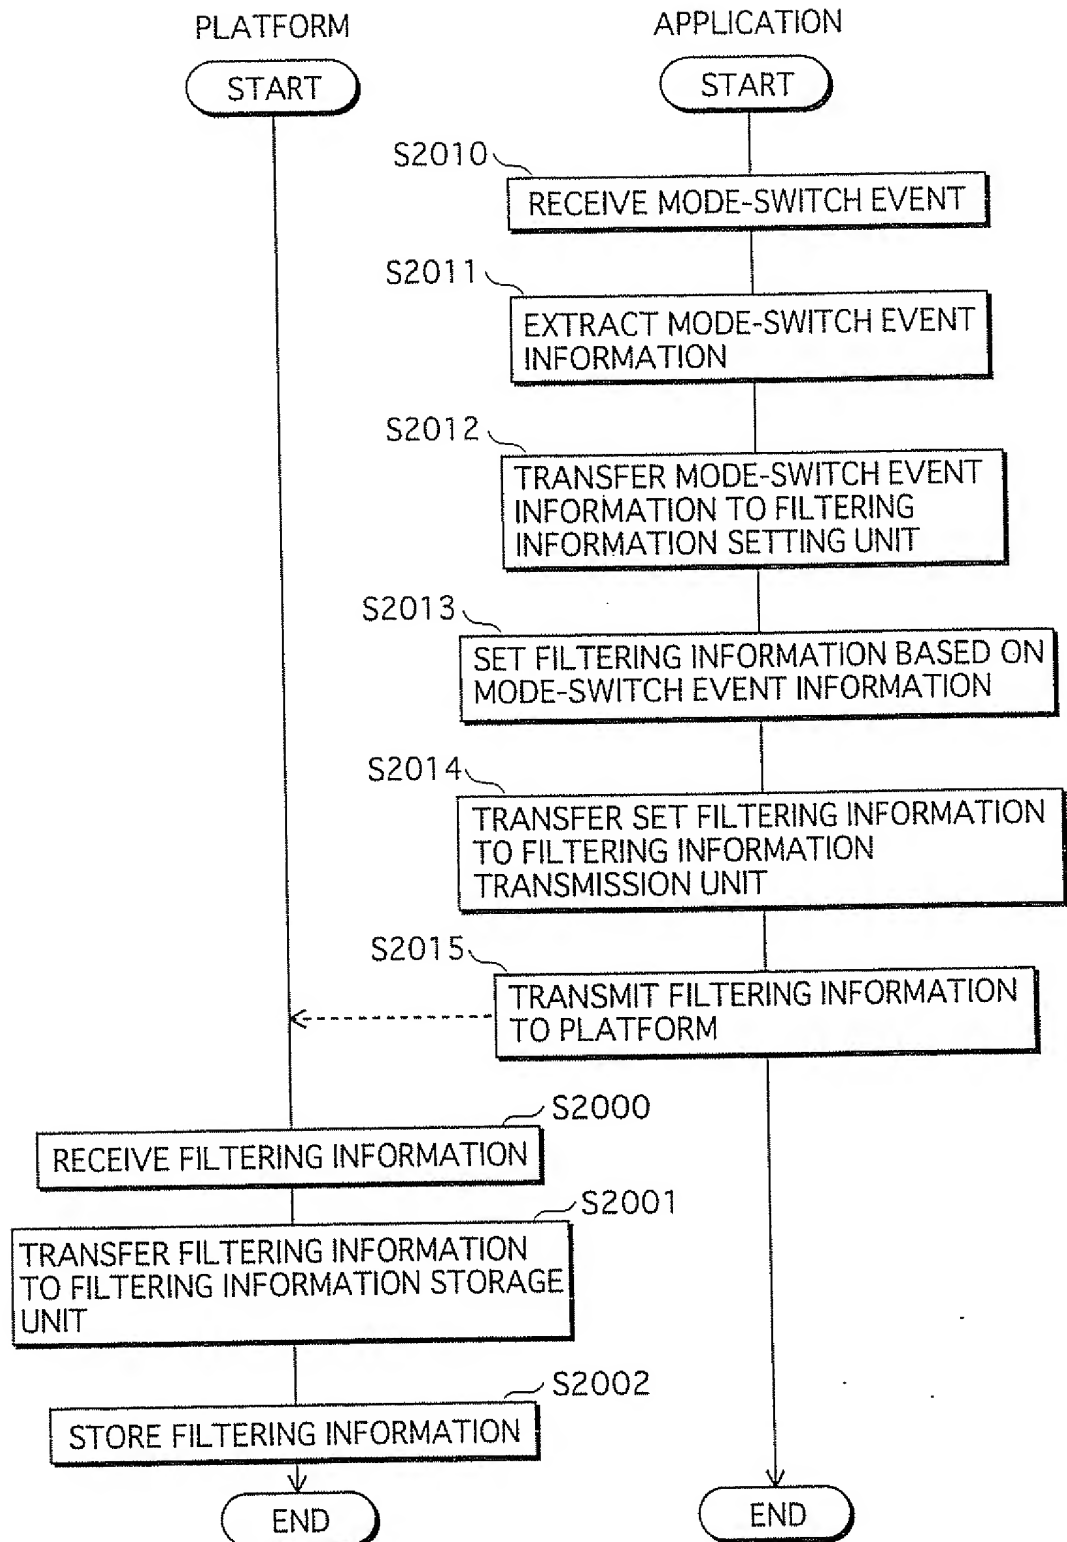 PLATFORM
APPLICATION
START
START
S2010
RECEIVE MODE-SWITCH EVENT
S2011
EXTRACT MODE-SWITCH EVENT
INFORMATION
S2012
TRANSFER MODE-SWITCH EVENT
INFORMATION TO FILTERING
INFORMATION SETTING UNIT
S2013
SET FILTERING INFORMATION BASED ON
MODE-SWITCH EVENT INFORMATION
S2014
TRANSFER SET FILTERING INFORMATION
TO FILTERING INFORMATION
TRANSMISSION UNIT
S2015
TRANSMIT FILTERING INFORMATION
TO PLATFORM
S2000
RECEIVE FILTERING INFORMATION
S2001
TRANSFER FILTERING INFORMATION
TO FILTERING INFORMATION STORAGE
UNIT
S2002
STORE FILTERING INFORMATION
END
END